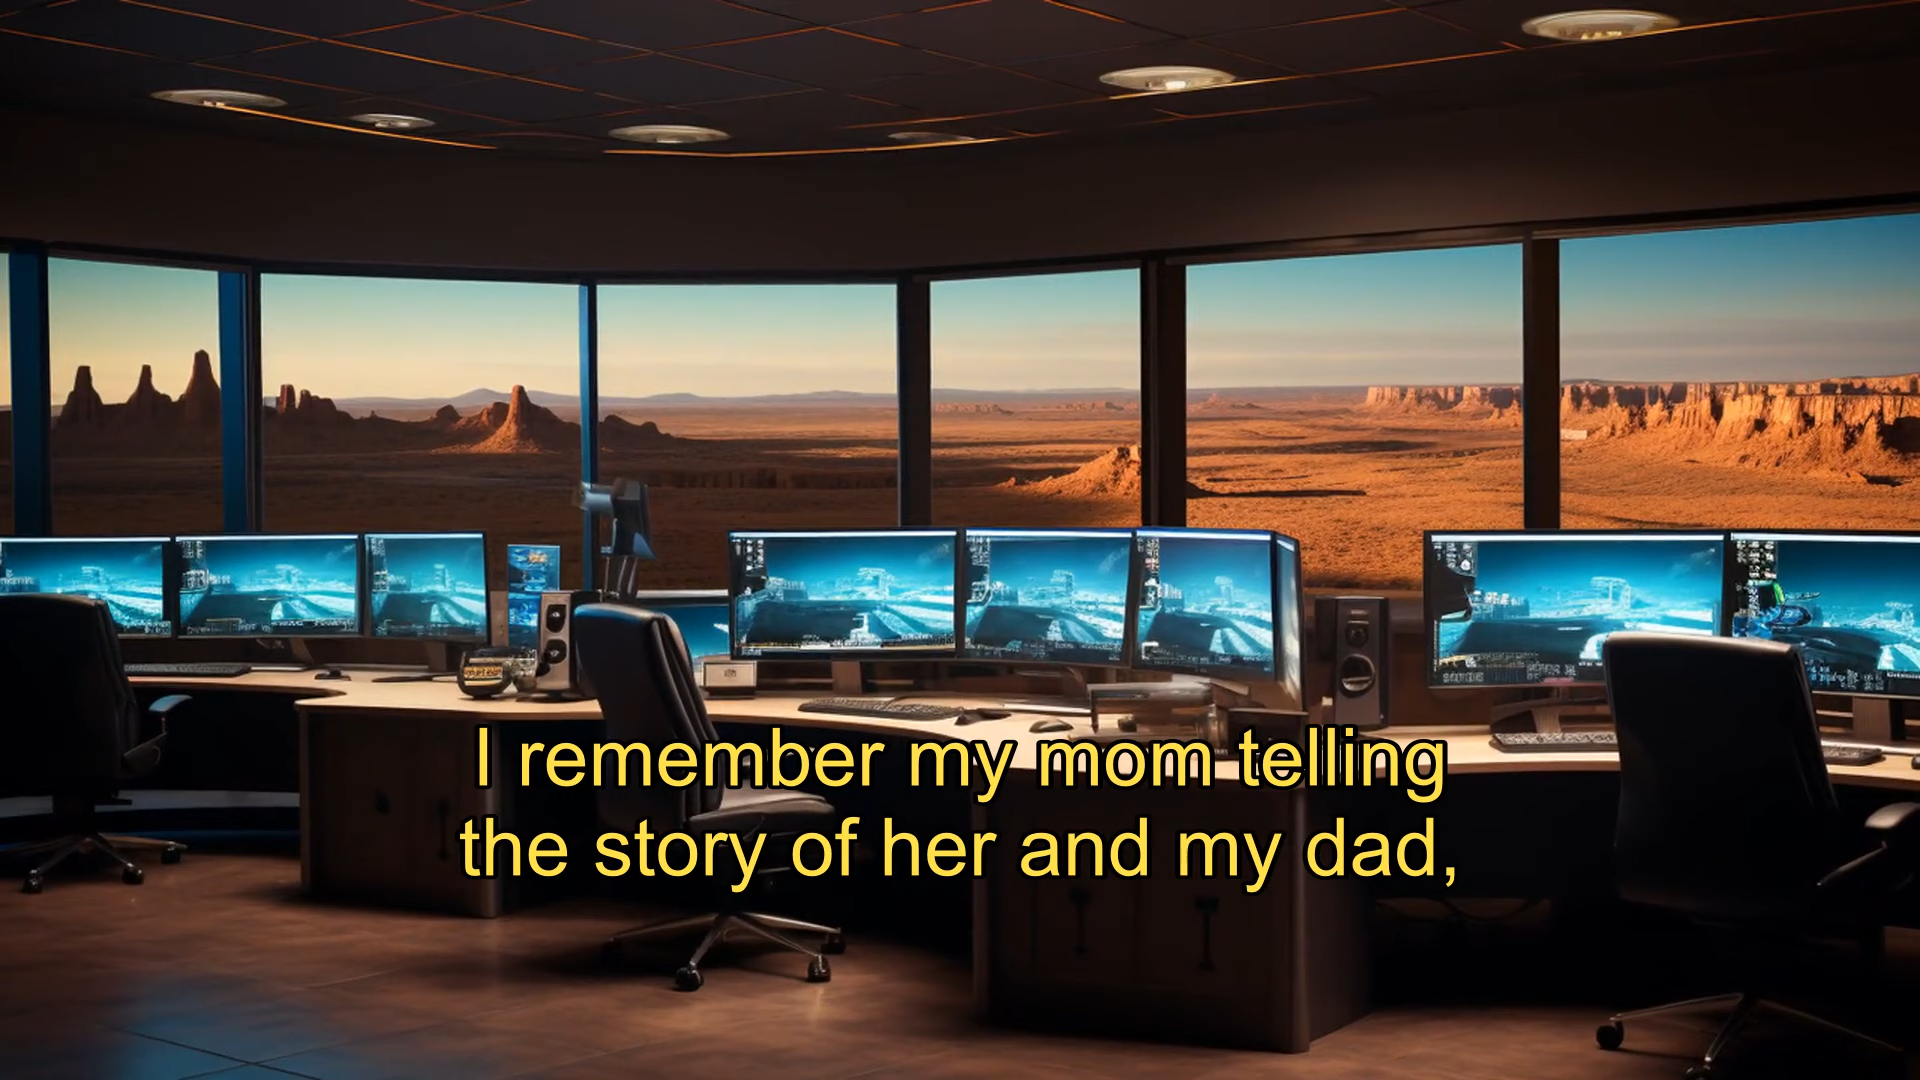 I remember my mom telling
the story of her and my dad,